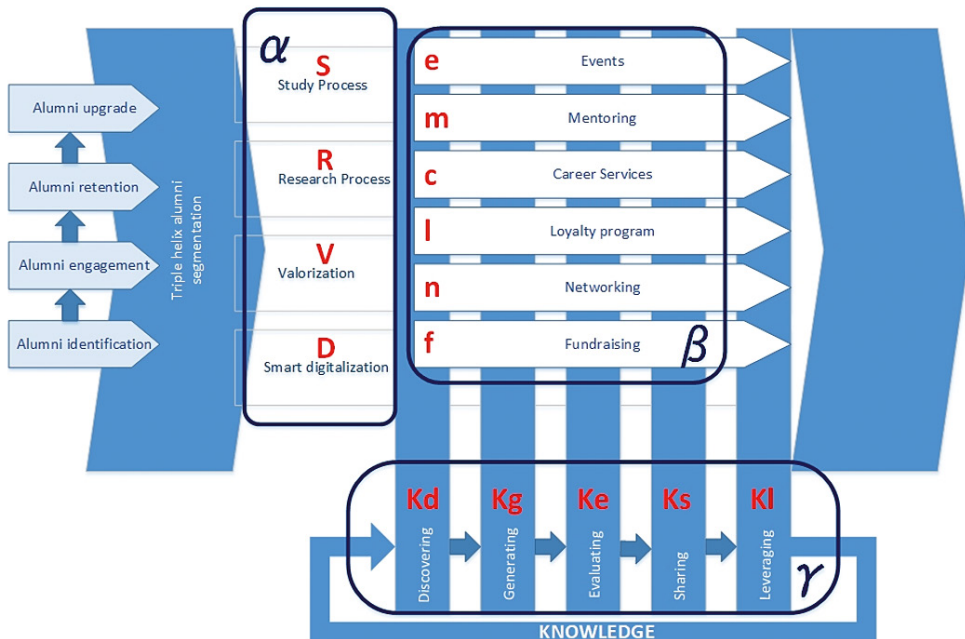 α
S
Study Process
R
Research Process
V
Valorization
D
Smart digitalization
Alumni upgrade
Alumni retention
Alumni engagement
Alumni identification
Triple helix alumni
segmentation
e Events
m Mentoring
c Career Services
l Loyalty program
n Networking
f Fundraising
β
Kd
Discovering
Kg
Generating
Ke
Evaluating
Ks
Sharing
Kl
Leveraging
γ
KNOWLEDGE